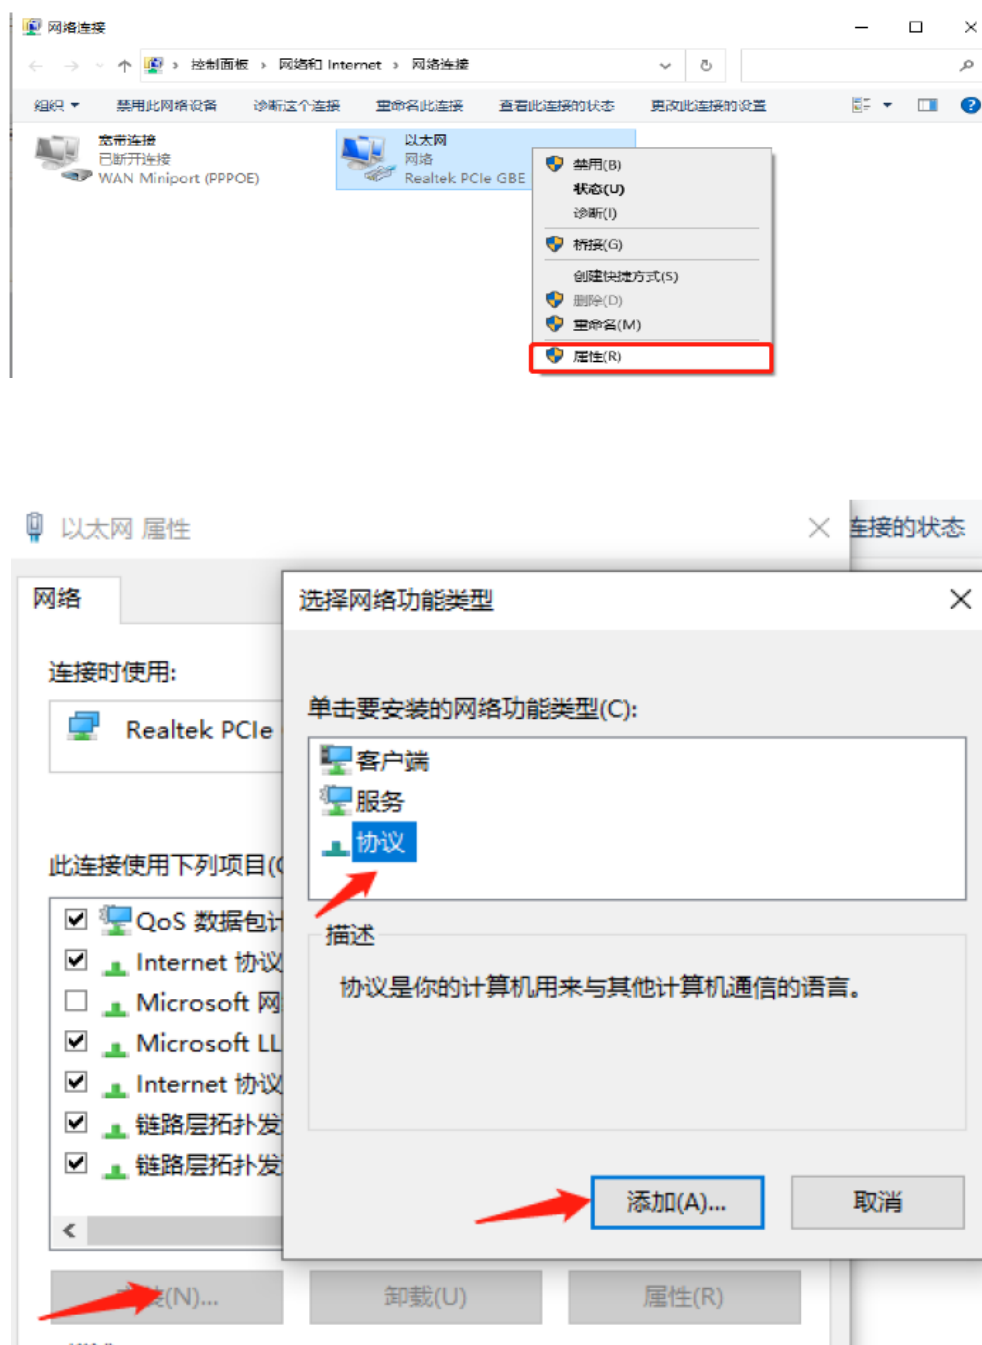 网络连接
控制面板 › 网络和 Internet › 网络连接
组织 禁用此网络设备 诊断这个连接 重命名此连接 查看此连接的状态 更改此连接的设置
宽带连接
已断开连接
WAN Miniport (PPPOE)
以太网
网络
Realtek PCIe GBE
禁用(B)
状态(U)
诊断(I)
桥接(G)
创建快捷方式(S)
删除(D)
重命名(M)
属性(R)
以太网 属性
连接的状态
网络
连接时使用:
Realtek PCIe
此连接使用下列项目(
QoS 数据包计
Internet 协议
Microsoft 网
Microsoft LL
Internet 协议
链路层拓扑发
链路层拓扑发
选择网络功能类型
单击要安装的网络功能类型(C):
客户端
服务
协议
描述
协议是你的计算机用来与其他计算机通信的语言。
添加(A)...
取消
装(N)...
卸载(U)
属性(R)